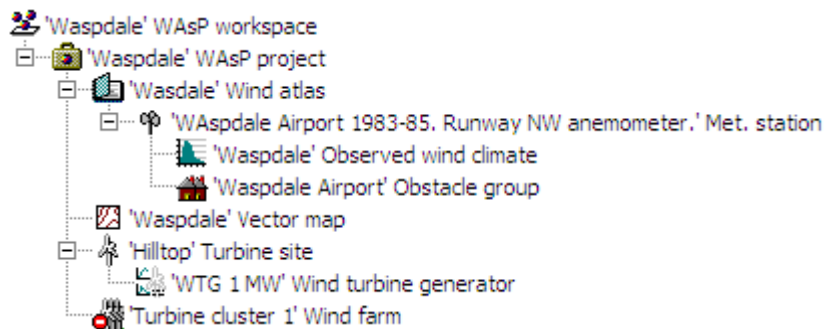 'Waspdale' WAsP workspace
'Waspdale' WAsP project
'Wasdale' Wind atlas
'WAspdale Airport 1983-85. Runway NW anemometer.' Met. station
'Waspdale' Observed wind climate
'Waspdale Airport' Obstacle group
'Waspdale' Vector map
'Hilltop' Turbine site
'WTG 1 MW' Wind turbine generator
'Turbine cluster 1' Wind farm